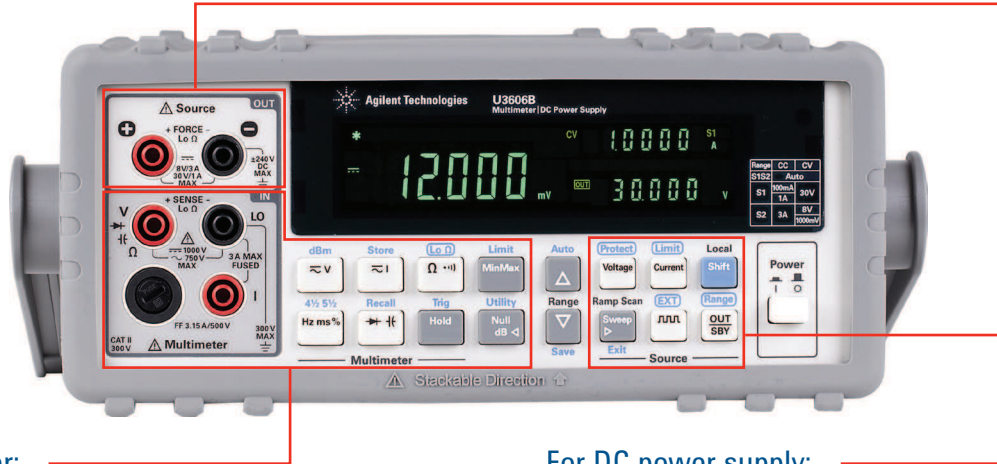 ⚠ Source OUT
+ FORCE -
Lo Ω
8V/3A
30V/1A
MAX
±240V
DC
MAX
IN
+ SENSE -
Lo Ω
V
Ω
LO
1000V
750V
MAX
3A MAX
FUSED
I
FF 3.15A/500V
CAT II
300V
⚠ Multimeter
300V
MAX
Agilent Technologies
U3606B
Multimeter|DC Power Supply
*
12.000 mV
CV 1.0000 S1 A
OUT 30.000 V
Range CC CV
S1S2 Auto
S1 100mA 1A 30V
S2 3A 8V 1000mV
dBm Store Lo Ω Limit
V I Ω MinMax
4½ 5½ Recall Trig Utility
Hz ms% Hold Null
dB
Multimeter
Auto
Range
Save
Protect Limit Local
Voltage Current Shift
Ramp Scan EXT Range
Sweep OUT
SBY
Exit
Source
Power
I O
⚠ Stackable Direction
For DC power supply: